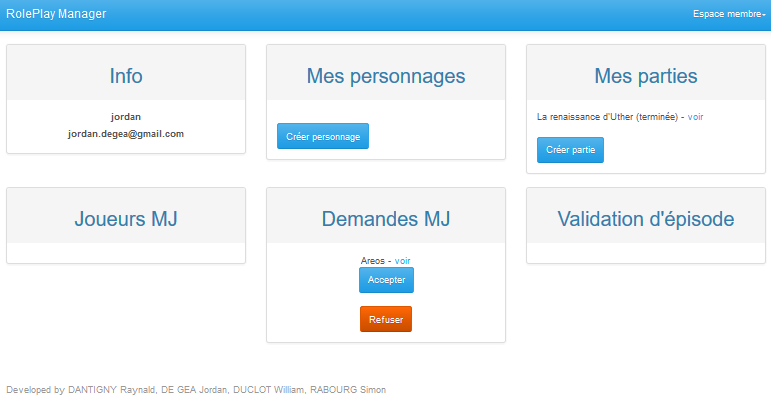 RolePlay Manager
Espace membre
Info
jordan
jordan.degea@gmail.com
Mes personnages
Créer personnage
Mes parties
La renaissance d'Uther (terminée) - voir
Créer partie
Joueurs MJ
Demandes MJ
Areos - voir
Accepter
Refuser
Validation d'épisode
Developed by DANTIGNY Raynald, DE GEA Jordan, DUCLOT William, RABOURG Simon